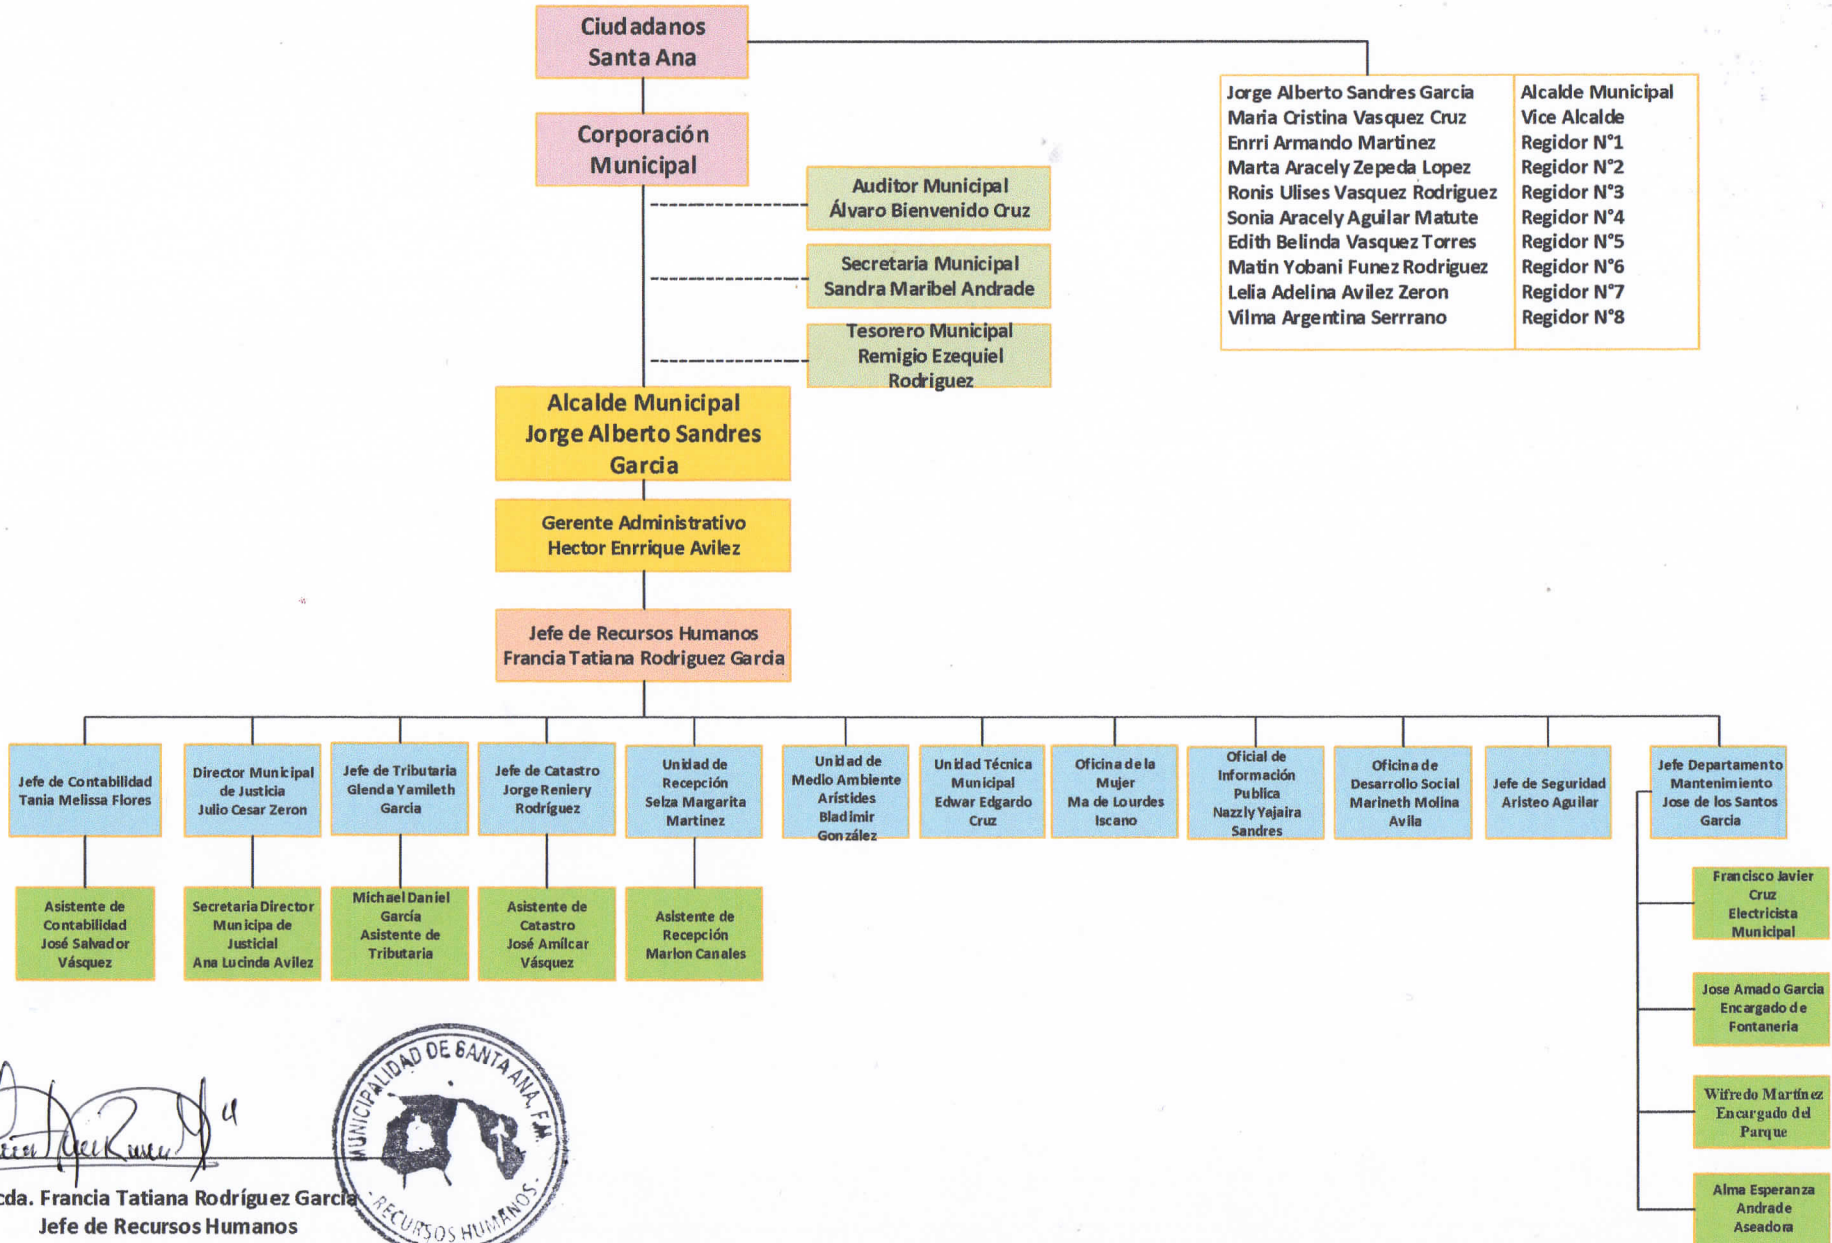 Ciudadanos
Santa Ana
Corporación
Municipal
Jorge Alberto Sandres Garcia Alcalde Municipal
Maria Cristina Vasquez Cruz Vice Alcalde
Enrri Armando Martinez Regidor N°1
Marta Aracely Zepeda Lopez Regidor N°2
Ronis Ulises Vasquez Rodriguez Regidor N°3
Sonia Aracely Aguilar Matute Regidor N°4
Edith Belinda Vasquez Torres Regidor N°5
Matin Yobani Funez Rodriguez Regidor N°6
Lelia Adelina Avilez Zeron Regidor N°7
Vilma Argentina Serrrano Regidor N°8
Auditor Municipal
Álvaro Bienvenido Cruz
Secretaria Municipal
Sandra Maribel Andrade
Tesorero Municipal
Remigio Ezequiel
Rodriguez
Alcalde Municipal
Jorge Alberto Sandres
Garcia
Gerente Administrativo
Hector Enrrique Avilez
Jefe de Recursos Humanos
Francia Tatiana Rodriguez Garcia
Jefe de Contabilidad
Tania Melissa Flores
Director Municipal
de Justicia
Julio Cesar Zeron
Jefe de Tributaria
Glenda Yamileth
Garcia
Jefe de Catastro
Jorge Reniery
Rodríguez
Unidad de
Recepción
Selza Margarita
Martinez
Unidad de
Medio Ambiente
Arístides
Bladimir
González
Unidad Técnica
Municipal
Edwar Edgardo
Cruz
Oficina de la
Mujer
Ma de Lourdes
Iscano
Oficial de
Información
Publica
Nazzly Yajaira
Sandres
Oficina de
Desarrollo Social
Marineth Molina
Avila
Jefe de Seguridad
Aristeo Aguilar
Jefe Departamento
Mantenimiento
Jose de los Santos
Garcia
Asistente de
Contabilidad
José Salvador
Vásquez
Secretaria Director
Municipa de
Justicial
Ana Lucinda Avilez
Michael Daniel
García
Asistente de
Tributaria
Asistente de
Catastro
José Amílcar
Vásquez
Asistente de
Recepción
Marlon Canales
Francisco Javier
Cruz
Electricista
Municipal
Jose Amado Garcia
Encargado de
Fontaneria
Wifredo Martínez
Encargado del
Parque
Alma Esperanza
Andrade
Aseadora
MUNICIPALIDAD DE SANTA ANA, F.M.
- RECURSOS HUMANOS -
cda. Francia Tatiana Rodríguez García
Jefe de Recursos Humanos